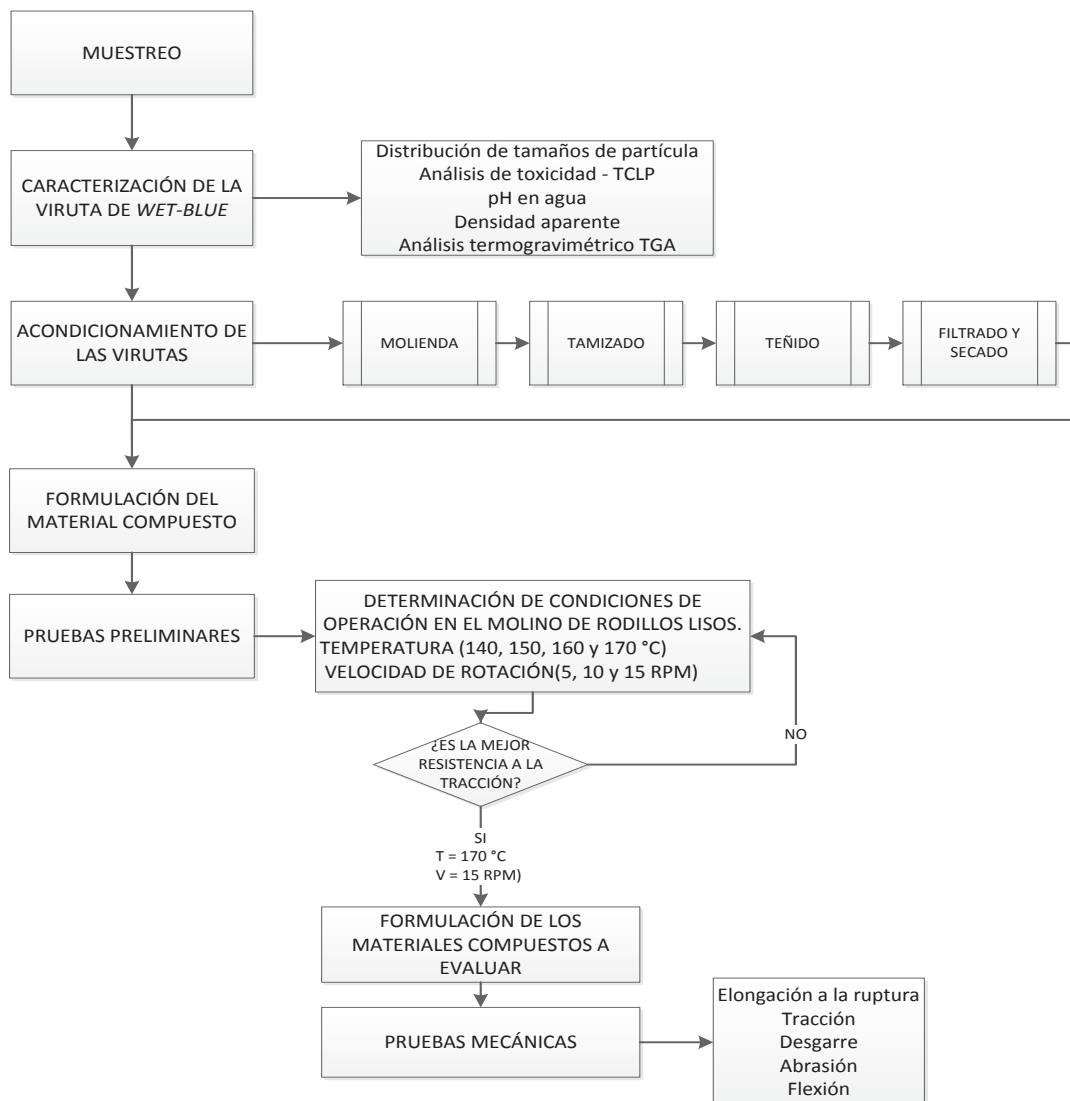 MUESTREO
CARACTERIZACIÓN DE LA
VIRUTA DE WET-BLUE
Distribución de tamaños de partícula
Análisis de toxicidad - TCLP
pH en agua
Densidad aparente
Análisis termogravimétrico TGA
ACONDICIONAMIENTO DE
LAS VIRUTAS
MOLIENDA
TAMIZADO
TEÑIDO
FILTRADO Y
SECADO
FORMULACIÓN DEL
MATERIAL COMPUESTO
PRUEBAS PRELIMINARES
DETERMINACIÓN DE CONDICIONES DE
OPERACIÓN EN EL MOLINO DE RODILLOS LISOS.
TEMPERATURA (140, 150, 160 y 170 °C)
VELOCIDAD DE ROTACIÓN(5, 10 y 15 RPM)
¿ES LA MEJOR
RESISTENCIA A LA
TRACCIÓN?
NO
SI
T = 170 °C
V = 15 RPM)
FORMULACIÓN DE LOS
MATERIALES COMPUESTOS A
EVALUAR
PRUEBAS MECÁNICAS
Elongación a la ruptura
Tracción
Desgarre
Abrasión
Flexión